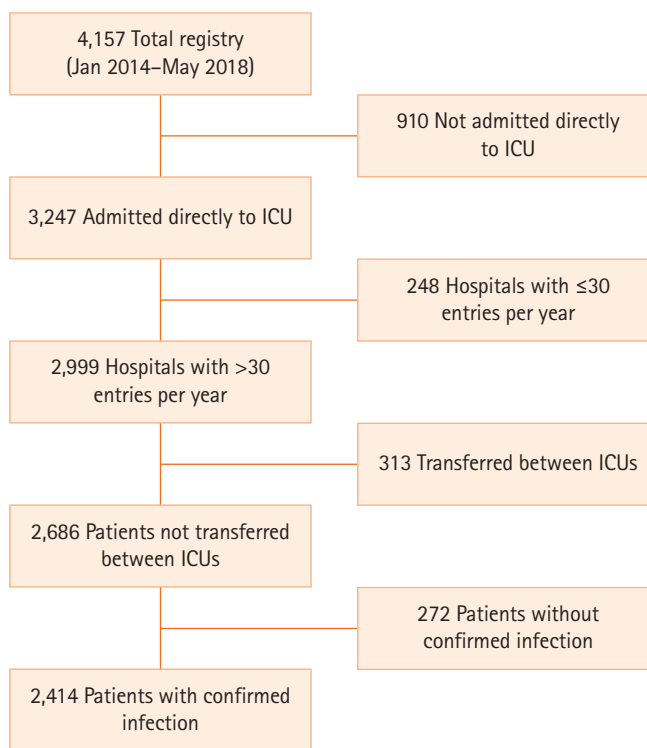 4,157 Total registry
(Jan 2014–May 2018)
910 Not admitted directly
to ICU
3,247 Admitted directly to ICU
248 Hospitals with ≤30
entries per year
2,999 Hospitals with >30
entries per year
313 Transferred between ICUs
2,686 Patients not transferred
between ICUs
272 Patients without
confirmed infection
2,414 Patients with confirmed
infection